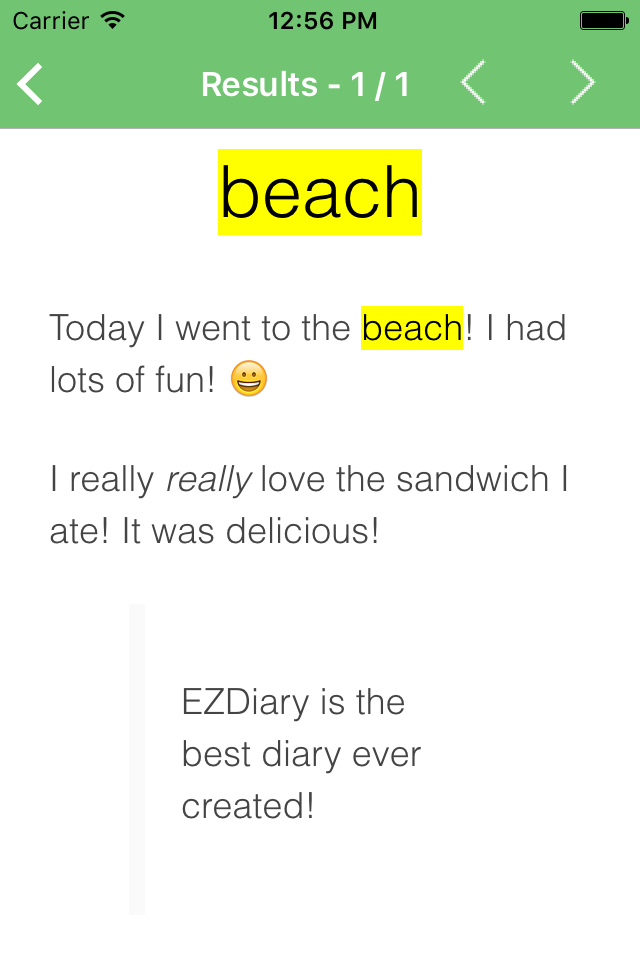 Carrier 12:56 PM
Results - 1 / 1
beach
Today I went to the beach! I had
lots of fun! 😀
I really really love the sandwich I
ate! It was delicious!
EZDiary is the
best diary ever
created!